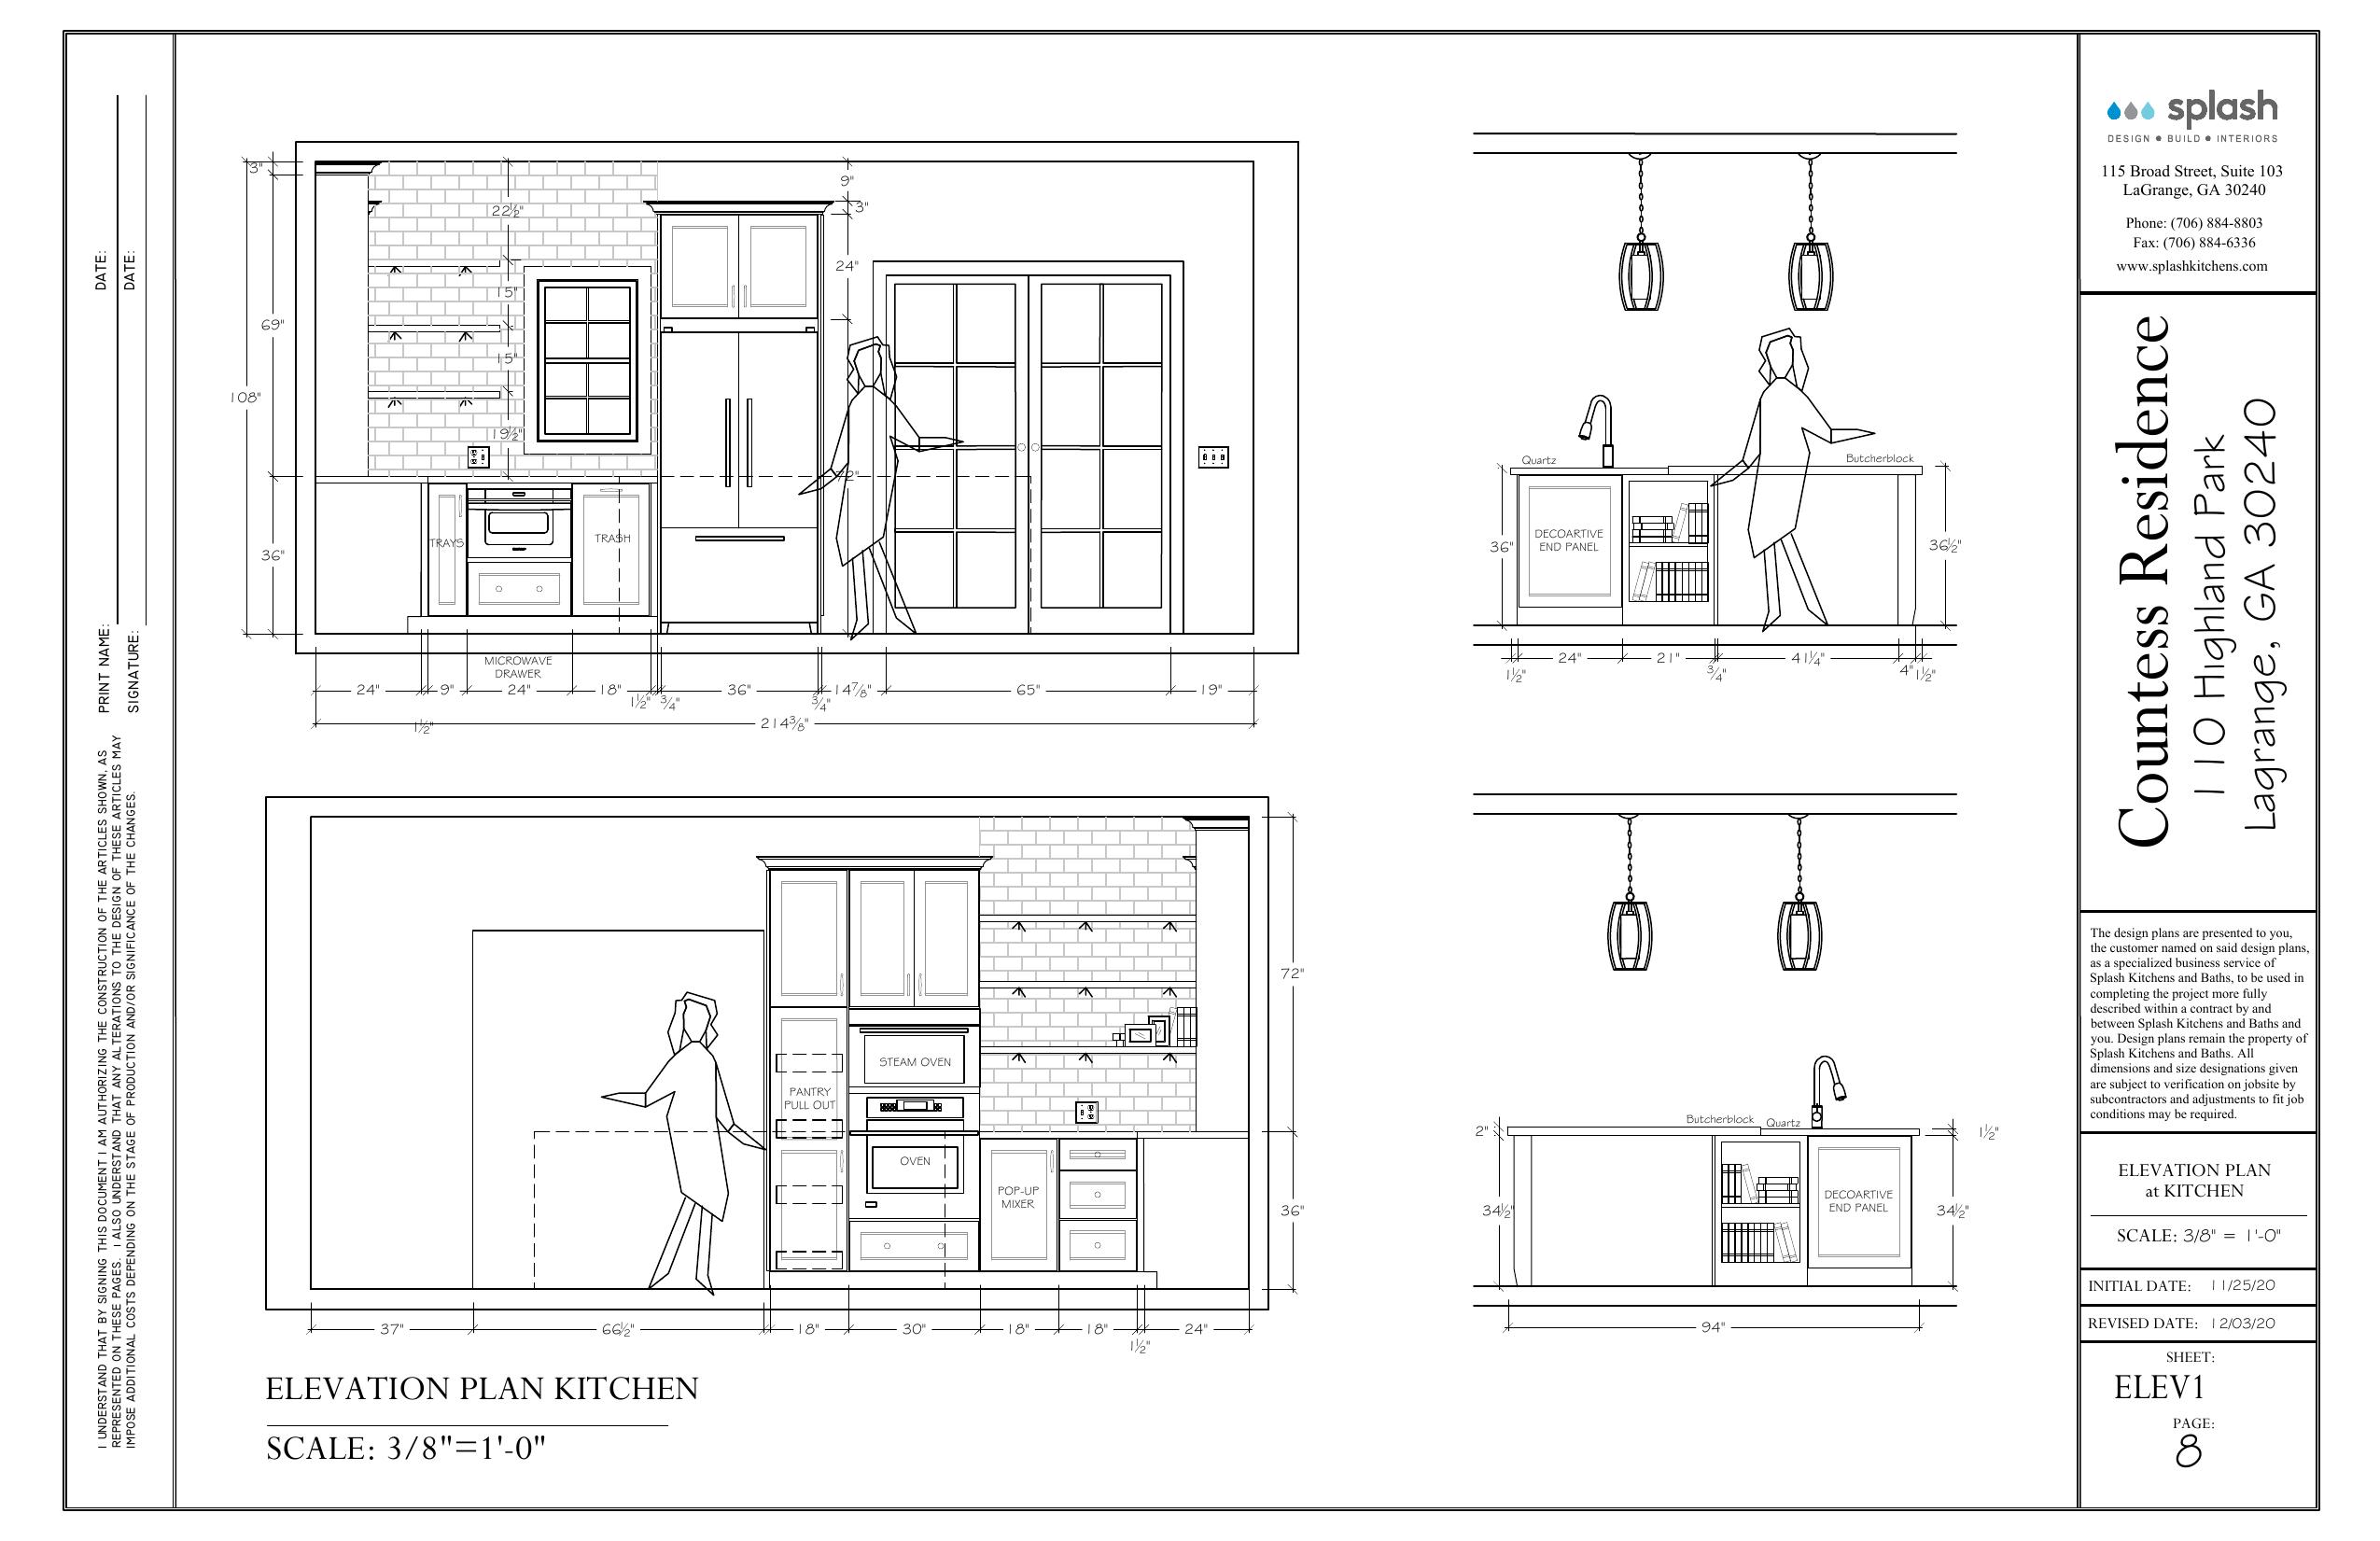 PRINT NAME:
DATE:
SIGNATURE:
DATE:
I UNDERSTAND THAT BY SIGNING THIS DOCUMENT I AM AUTHORIZING THE CONSTRUCTION OF THE ARTICLES SHOWN, AS
REPRESENTED ON THESE PAGES. I ALSO UNDERSTAND THAT ANY ALTERATIONS TO THE DESIGN OF THESE ARTICLES MAY
IMPOSE ADDITIONAL COSTS DEPENDING ON THE STAGE OF PRODUCTION AND/OR SIGNIFICANCE OF THE CHANGES.
3"
69"
108"
36"
22½"
15"
15"
19½"
9"
3"
24"
72"
TRAYS
TRASH
MICROWAVE
DRAWER
24" 9" 24" 18" 36" 14⅞" 65" 19"
1½" ¾" ¾"
1½"
214⅜"
Quartz
Butcherblock
DECOARTIVE
END PANEL
36"
36½"
24" 21" 41¼"
1½" ¾" 4" 1½"
STEAM OVEN
PANTRY
PULL OUT
OVEN
POP-UP
MIXER
72"
36"
37" 66½" 18" 30" 18" 18" 24"
1½"
Butcherblock
Quartz
2"
1½"
DECOARTIVE
END PANEL
34½"
34½"
94"
ELEVATION PLAN KITCHEN
SCALE: 3/8"=1'-0"
splash
DESIGN ● BUILD ● INTERIORS
115 Broad Street, Suite 103
LaGrange, GA 30240
Phone: (706) 884-8803
Fax: (706) 884-6336
www.splashkitchens.com
Countess Residence
110 Highland Park
Lagrange, GA 30240
The design plans are presented to you,
the customer named on said design plans,
as a specialized business service of
Splash Kitchens and Baths, to be used in
completing the project more fully
described within a contract by and
between Splash Kitchens and Baths and
you. Design plans remain the property of
Splash Kitchens and Baths. All
dimensions and size designations given
are subject to verification on jobsite by
subcontractors and adjustments to fit job
conditions may be required.
ELEVATION PLAN
at KITCHEN
SCALE: 3/8" = 1'-0"
INITIAL DATE: 11/25/20
REVISED DATE: 12/03/20
SHEET:
ELEV1
PAGE:
8